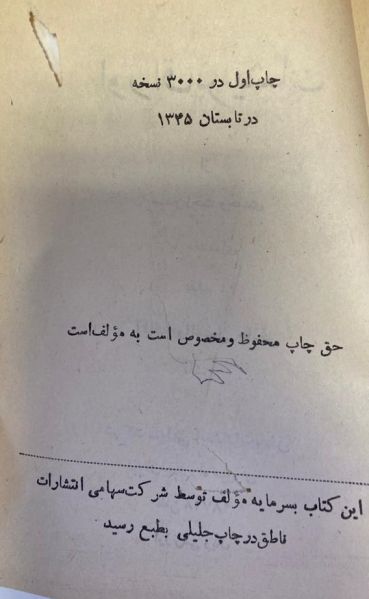 چاپ اول در ۳۰۰۰ نسخه
در تابستان ۱۳۴۵
حق چاپ محفوظ و مخصوص است به مؤلف است
این کتاب بسرمایه مؤلف توسط شرکت سهامی انتشارات
ناطق در چاپ جلیلی بطبع رسید